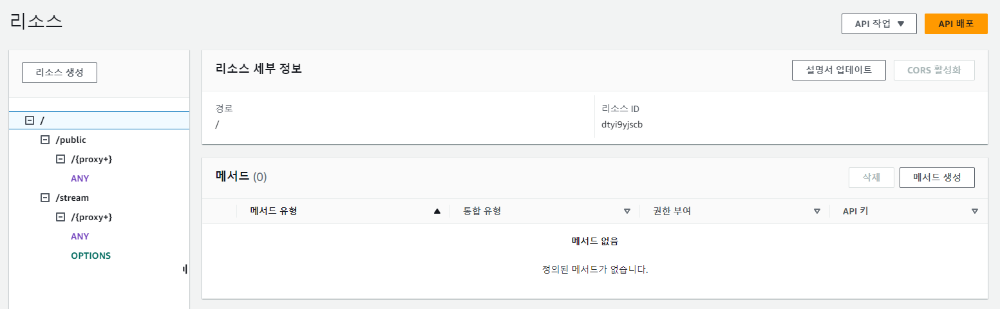 리소스
API 작업
API 배포
리소스 생성
/
/public
/{proxy+}
ANY
/stream
/{proxy+}
ANY
OPTIONS
리소스 세부 정보
설명서 업데이트
CORS 활성화
경로
/
리소스 ID
dtyi9yjscb
메서드 (0)
삭제
메서드 생성
메서드 유형
통합 유형
권한 부여
API 키
메서드 없음
정의된 메서드가 없습니다.